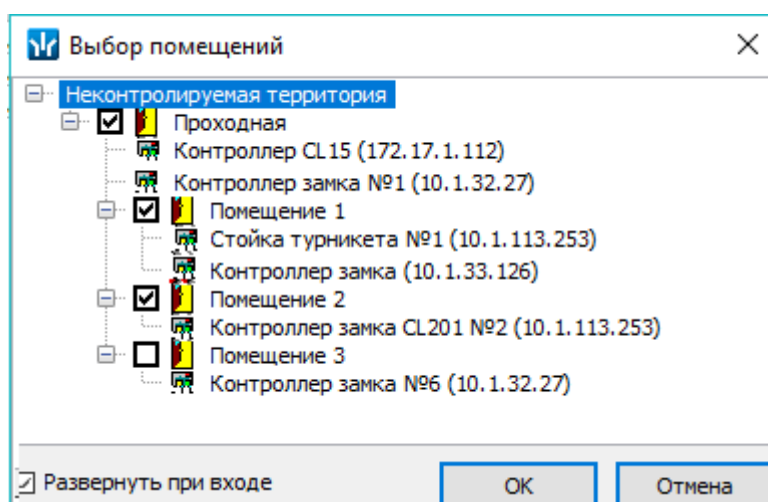 Выбор помещений
Неконтролируемая территория
Проходная
Контроллер CL15 (172.17.1.112)
Контроллер замка №1 (10.1.32.27)
Помещение 1
Стойка турникета №1 (10.1.113.253)
Контроллер замка (10.1.33.126)
Помещение 2
Контроллер замка CL201 №2 (10.1.113.253)
Помещение 3
Контроллер замка №6 (10.1.32.27)
Развернуть при входе
OK
Отмена